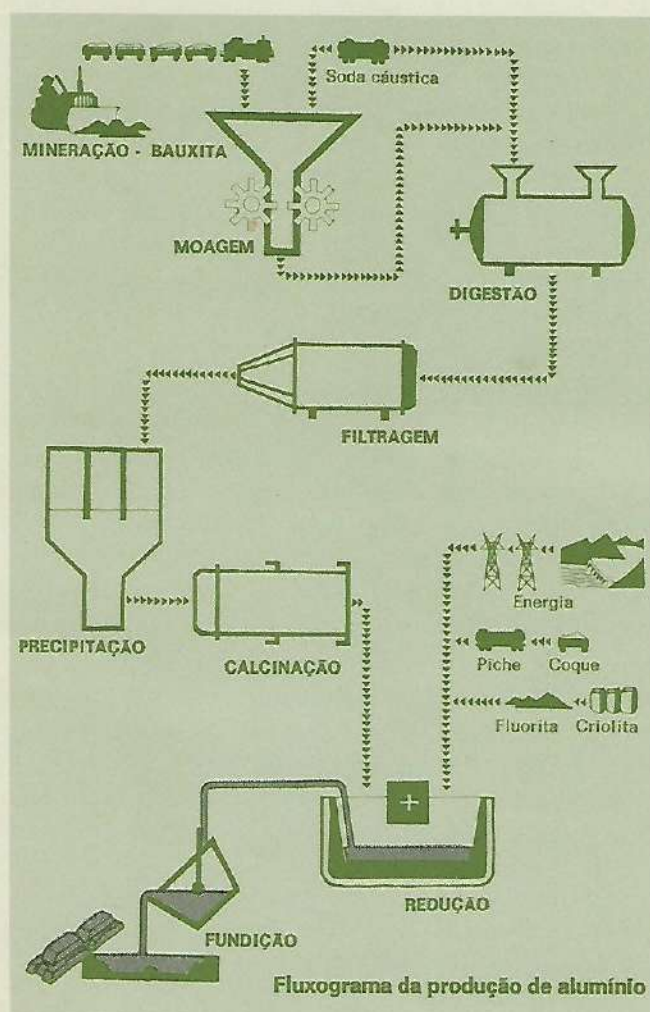 Soda cáustica
MINERAÇÃO - BAUXITA
MOAGEM
DIGESTÃO
FILTRAGEM
Energia
PRECIPITAÇÃO
CALCINAÇÃO
Piche Coque
Fluorita Criolita
+
REDUÇÃO
FUNDIÇÃO
Fluxograma da produção de alumínio